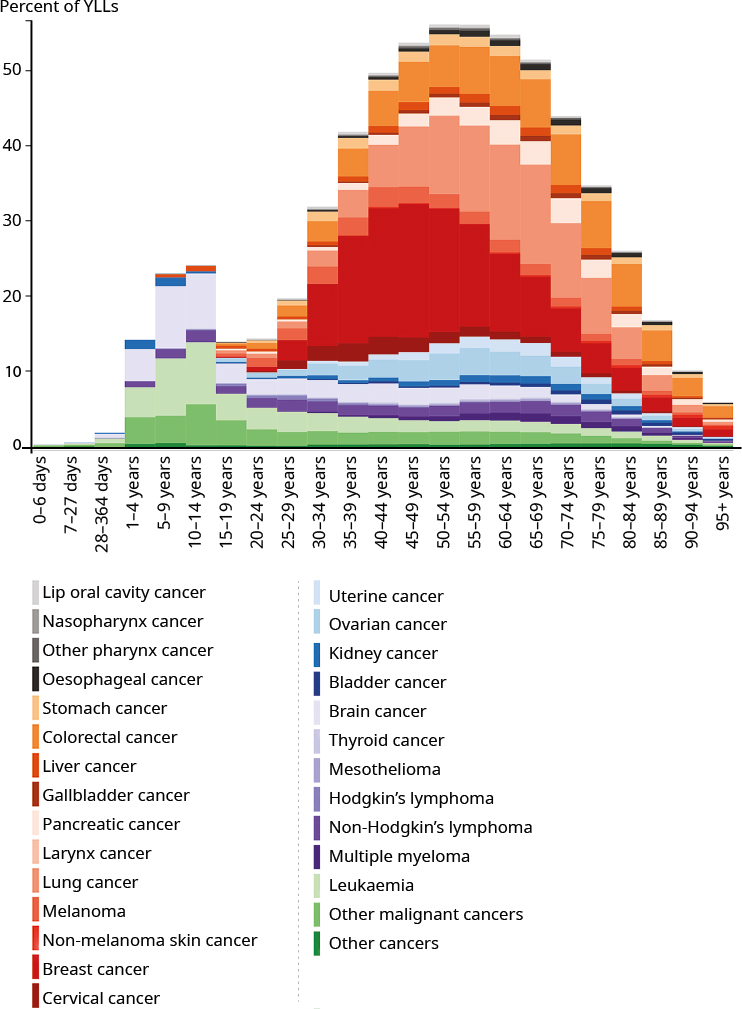 Percent of YLLs
50
40
30
20
10
0
0–6 days
7–27 days
28–364 days
1–4 years
5–9 years
10–14 years
15–19 years
20–24 years
25–29 years
30–34 years
35–39 years
40–44 years
45–49 years
50–54 years
55–59 years
60–64 years
65–69 years
70–74 years
75–79 years
80–84 years
85–89 years
90–94 years
95+ years
Lip oral cavity cancer
Nasopharynx cancer
Other pharynx cancer
Oesophageal cancer
Stomach cancer
Colorectal cancer
Liver cancer
Gallbladder cancer
Pancreatic cancer
Larynx cancer
Lung cancer
Melanoma
Non-melanoma skin cancer
Breast cancer
Cervical cancer
Uterine cancer
Ovarian cancer
Kidney cancer
Bladder cancer
Brain cancer
Thyroid cancer
Mesothelioma
Hodgkin’s lymphoma
Non-Hodgkin’s lymphoma
Multiple myeloma
Leukaemia
Other malignant cancers
Other cancers